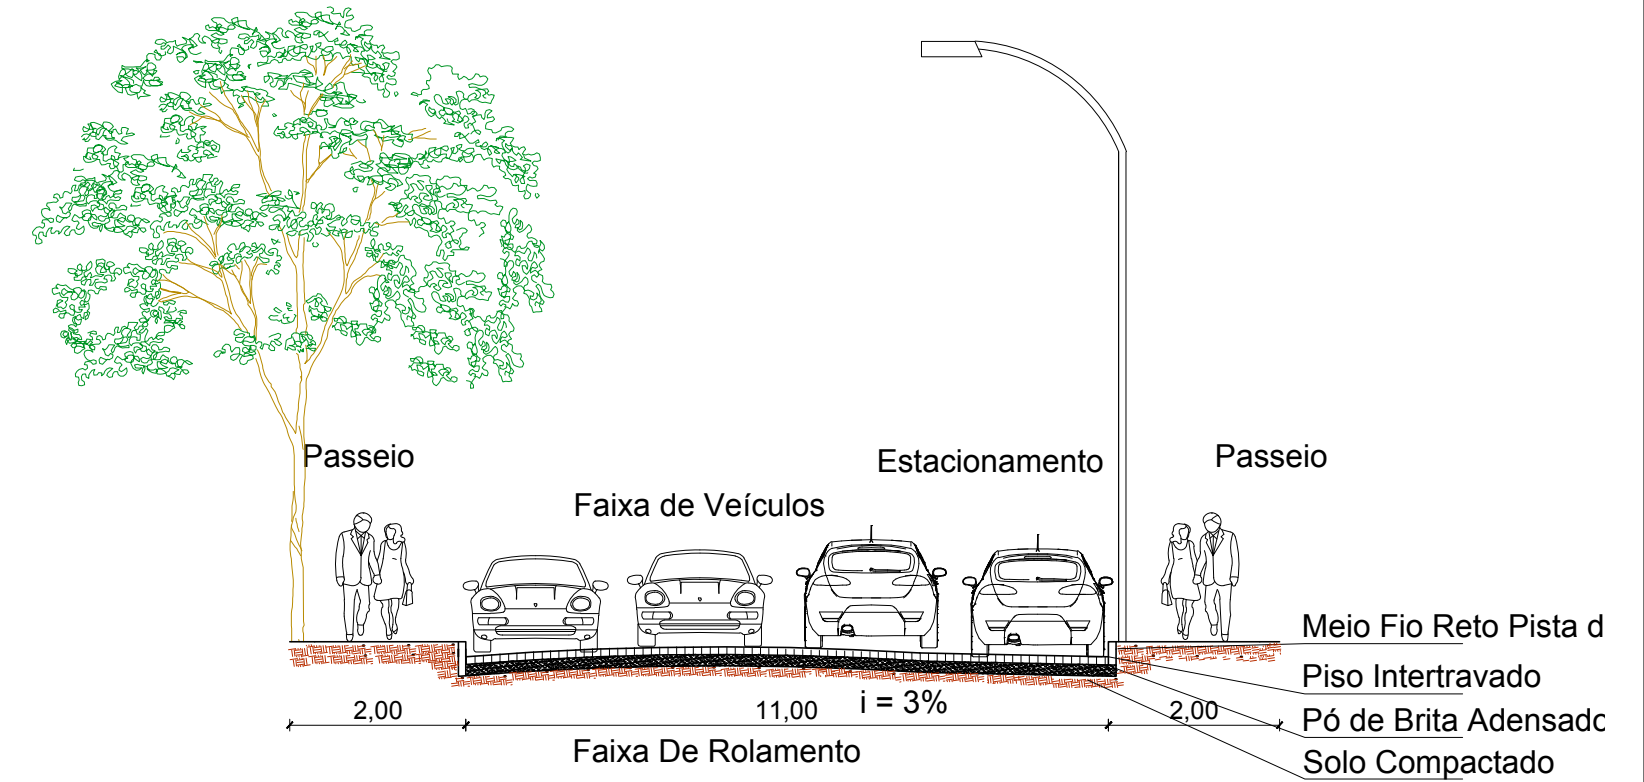 Passeio
Estacionamento
Passeio
Faixa de Veículos
Meio Fio Reto Pista d
Piso Intertravado
2,00
11,00
i = 3%
2,00
Pó de Brita Adensado
Faixa De Rolamento
Solo Compactado